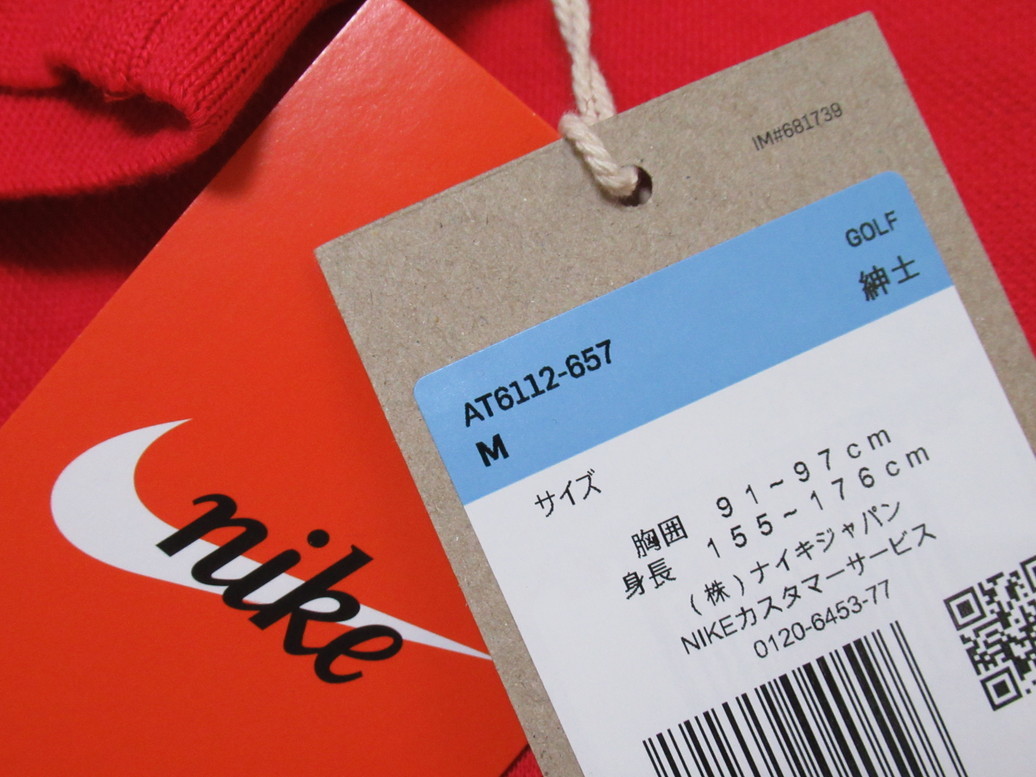 nike
IM#681739
GOLF
紳士
AT6112-657
M
サイズ
胸囲 91~97cm
身長 155~176cm
(株)ナイキジャパン
NIKEカスタマーサービス
0120-6453-77